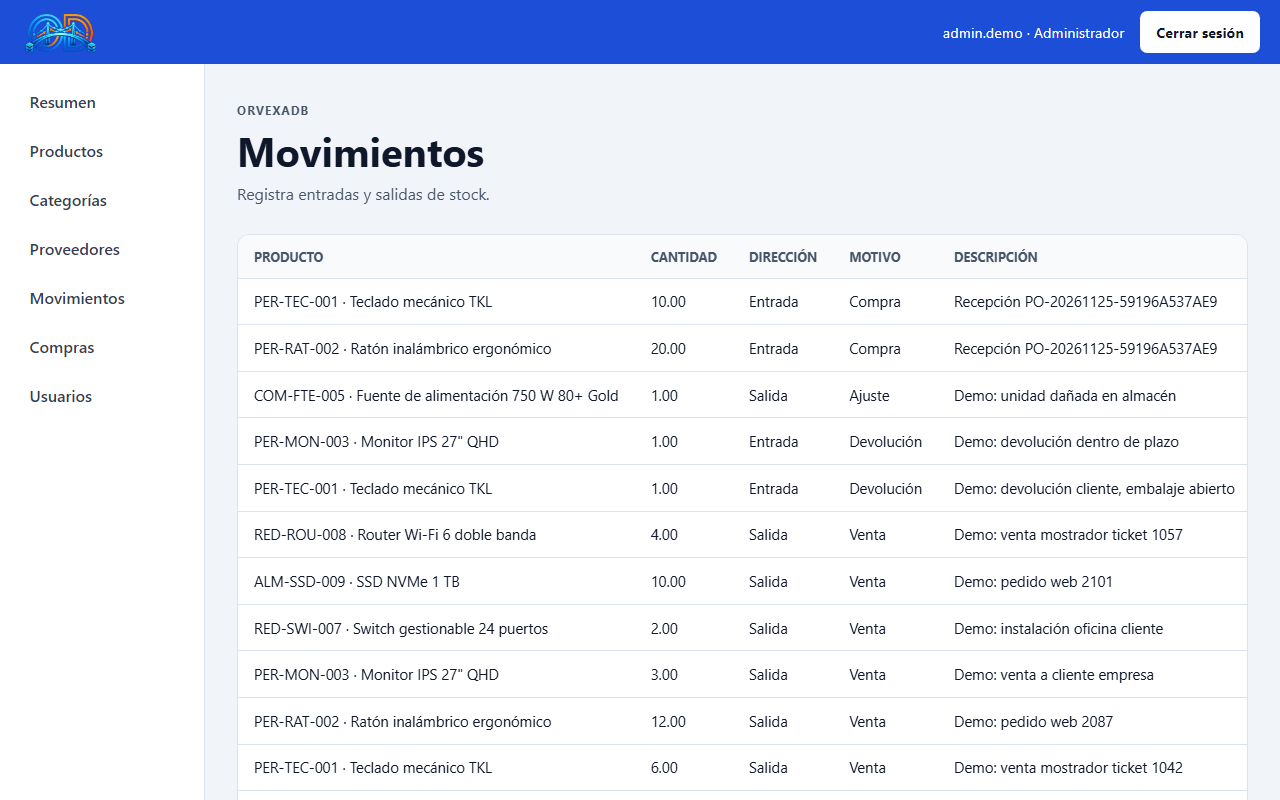 admin.demo · Administrador
Cerrar sesión
Resumen
Productos
Categorías
Proveedores
Movimientos
Compras
Usuarios
ORVEXADB
Movimientos
Registra entradas y salidas de stock.
PRODUCTO CANTIDAD DIRECCIÓN MOTIVO DESCRIPCIÓN
PER-TEC-001 · Teclado mecánico TKL 10.00 Entrada Compra Recepción PO-20261125-59196A537AE9
PER-RAT-002 · Ratón inalámbrico ergonómico 20.00 Entrada Compra Recepción PO-20261125-59196A537AE9
COM-FTE-005 · Fuente de alimentación 750 W 80+ Gold 1.00 Salida Ajuste Demo: unidad dañada en almacén
PER-MON-003 · Monitor IPS 27" QHD 1.00 Entrada Devolución Demo: devolución dentro de plazo
PER-TEC-001 · Teclado mecánico TKL 1.00 Entrada Devolución Demo: devolución cliente, embalaje abierto
RED-ROU-008 · Router Wi-Fi 6 doble banda 4.00 Salida Venta Demo: venta mostrador ticket 1057
ALM-SSD-009 · SSD NVMe 1 TB 10.00 Salida Venta Demo: pedido web 2101
RED-SWI-007 · Switch gestionable 24 puertos 2.00 Salida Venta Demo: instalación oficina cliente
PER-MON-003 · Monitor IPS 27" QHD 3.00 Salida Venta Demo: venta a cliente empresa
PER-RAT-002 · Ratón inalámbrico ergonómico 12.00 Salida Venta Demo: pedido web 2087
PER-TEC-001 · Teclado mecánico TKL 6.00 Salida Venta Demo: venta mostrador ticket 1042